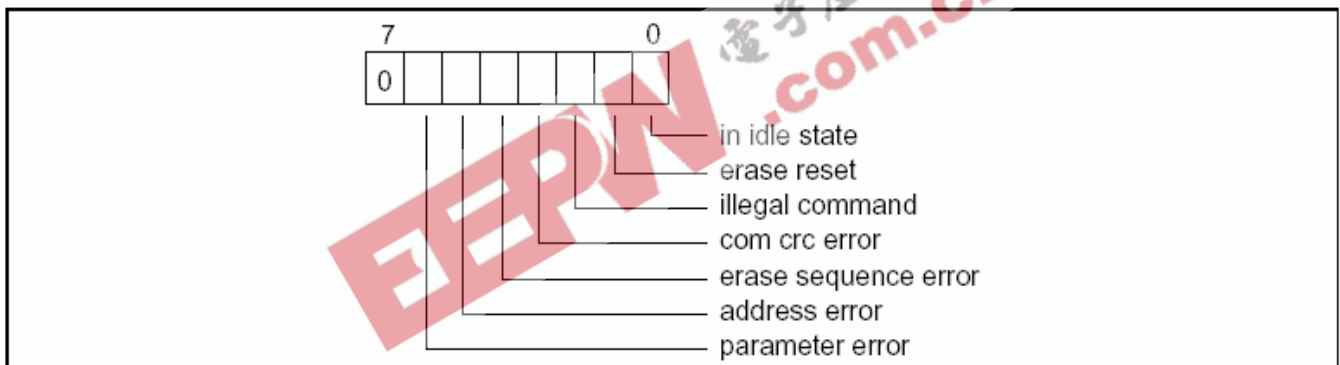 7 0
0
in idle state
erase reset
illegal command
com crc error
erase sequence error
address error
parameter error
EEPW
.com.c